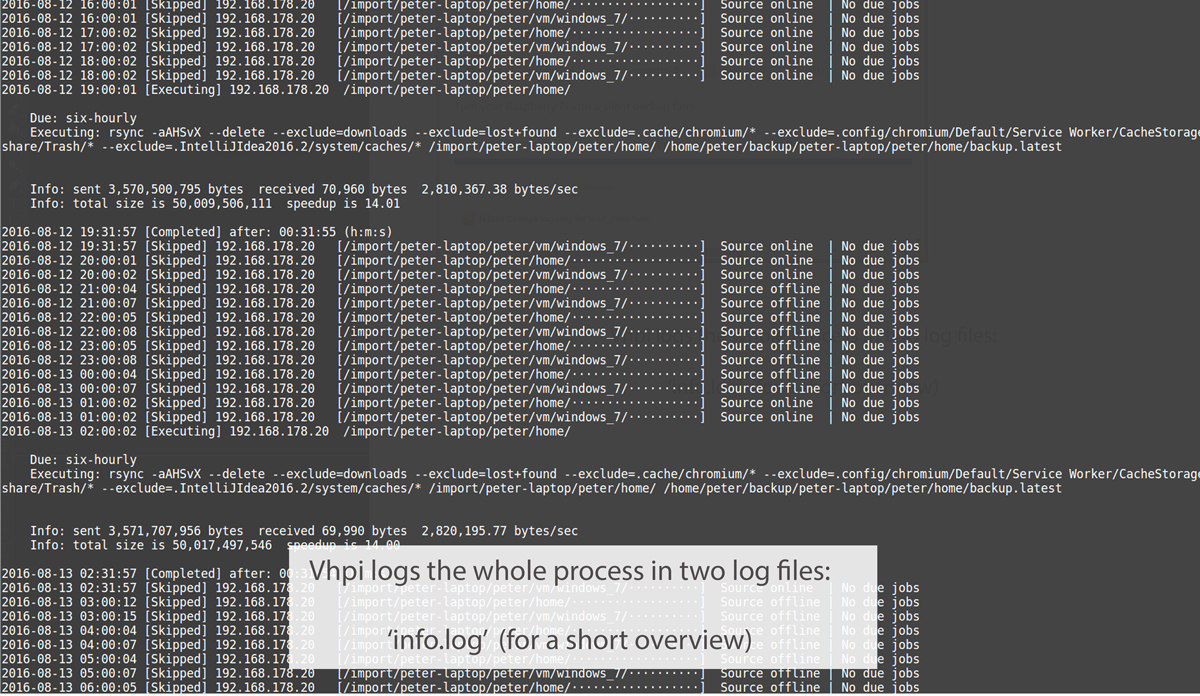 2016-08-12 16:00:01 [Skipped] 192.168.178.20   [/import/peter-laptop/peter/home/··················]  Source online  | No due jobs
2016-08-12 16:00:01 [Skipped] 192.168.178.20   [/import/peter-laptop/peter/vm/windows_7/··········]  Source online  | No due jobs
2016-08-12 17:00:02 [Skipped] 192.168.178.20   [/import/peter-laptop/peter/home/··················]  Source online  | No due jobs
2016-08-12 17:00:02 [Skipped] 192.168.178.20   [/import/peter-laptop/peter/vm/windows_7/··········]  Source online  | No due jobs
2016-08-12 18:00:02 [Skipped] 192.168.178.20   [/import/peter-laptop/peter/home/··················]  Source online  | No due jobs
2016-08-12 18:00:02 [Skipped] 192.168.178.20   [/import/peter-laptop/peter/vm/windows_7/··········]  Source online  | No due jobs
2016-08-12 19:00:01 [Executing] 192.168.178.20  /import/peter-laptop/peter/home/
Due: six-hourly
Executing: rsync -aAHSvX --delete --exclude=downloads --exclude=lost+found --exclude=.cache/chromium/* --exclude=.config/chromium/Default/Service Worker/CacheStorage
share/Trash/* --exclude=.IntelliJIdea2016.2/system/caches/* /import/peter-laptop/peter/home/ /home/peter/backup/peter-laptop/peter/home/backup.latest
Info: sent 3,570,500,795 bytes  received 70,960 bytes  2,810,367.38 bytes/sec
Info: total size is 50,009,506,111  speedup is 14.01
2016-08-12 19:31:57 [Completed] after: 00:31:55 (h:m:s)
2016-08-12 19:31:57 [Skipped] 192.168.178.20   [/import/peter-laptop/peter/vm/windows_7/··········]  Source online  | No due jobs
2016-08-12 20:00:01 [Skipped] 192.168.178.20   [/import/peter-laptop/peter/home/··················]  Source online  | No due jobs
2016-08-12 20:00:02 [Skipped] 192.168.178.20   [/import/peter-laptop/peter/vm/windows_7/··········]  Source online  | No due jobs
2016-08-12 21:00:04 [Skipped] 192.168.178.20   [/import/peter-laptop/peter/home/··················]  Source offline | No due jobs
2016-08-12 21:00:07 [Skipped] 192.168.178.20   [/import/peter-laptop/peter/vm/windows_7/··········]  Source offline | No due jobs
2016-08-12 22:00:05 [Skipped] 192.168.178.20   [/import/peter-laptop/peter/home/··················]  Source offline | No due jobs
2016-08-12 22:00:08 [Skipped] 192.168.178.20   [/import/peter-laptop/peter/vm/windows_7/··········]  Source offline | No due jobs
2016-08-12 23:00:05 [Skipped] 192.168.178.20   [/import/peter-laptop/peter/home/··················]  Source offline | No due jobs
2016-08-12 23:00:08 [Skipped] 192.168.178.20   [/import/peter-laptop/peter/vm/windows_7/··········]  Source offline | No due jobs
2016-08-13 00:00:04 [Skipped] 192.168.178.20   [/import/peter-laptop/peter/home/··················]  Source offline | No due jobs
2016-08-13 00:00:07 [Skipped] 192.168.178.20   [/import/peter-laptop/peter/vm/windows_7/··········]  Source offline | No due jobs
2016-08-13 01:00:02 [Skipped] 192.168.178.20   [/import/peter-laptop/peter/home/··················]  Source online  | No due jobs
2016-08-13 01:00:02 [Skipped] 192.168.178.20   [/import/peter-laptop/peter/vm/windows_7/··········]  Source online  | No due jobs
2016-08-13 02:00:02 [Executing] 192.168.178.20  /import/peter-laptop/peter/home/
Due: six-hourly
Executing: rsync -aAHSvX --delete --exclude=downloads --exclude=lost+found --exclude=.cache/chromium/* --exclude=.config/chromium/Default/Service Worker/CacheStorage
share/Trash/* --exclude=.IntelliJIdea2016.2/system/caches/* /import/peter-laptop/peter/home/ /home/peter/backup/peter-laptop/peter/home/backup.latest
Info: sent 3,571,707,956 bytes  received 69,990 bytes  2,820,195.77 bytes/sec
Info: total size is 50,017,497,546  speedup is 14.00
2016-08-13 02:31:57 [Completed] after:
Vhpi logs the whole process in two log files:
2016-08-13 02:31:57 [Skipped] 192.168.178.20   [/import/peter-laptop/peter/vm/windows_7/··········]  Source online  | No due jobs
2016-08-13 03:00:12 [Skipped] 192.168.178.20   [/import/peter-laptop/peter/home/··················]  Source offline | No due jobs
2016-08-13 03:00:15 [Skipped] 192.168.178.20   [/import/peter-laptop/peter/vm/windows_7/··········]  Source offline | No due jobs
2016-08-13 04:00:04 [Skipped] 192.168.178.20   [/import/peter-laptop/peter/home/··················]  Source offline | No due jobs
‘info.log’ (for a short overview)
2016-08-13 04:00:07 [Skipped] 192.168.178.20   [/import/peter-laptop/peter/vm/windows_7/··········]  Source offline | No due jobs
2016-08-13 05:00:04 [Skipped] 192.168.178.20   [/import/peter-laptop/peter/home/··················]  Source offline | No due jobs
2016-08-13 05:00:07 [Skipped] 192.168.178.20   [/import/peter-laptop/peter/vm/windows_7/··········]  Source offline | No due jobs
2016-08-13 06:00:05 [Skipped] 192.168.178.20   [/import/peter-laptop/peter/home/··················]  Source offline | No due jobs